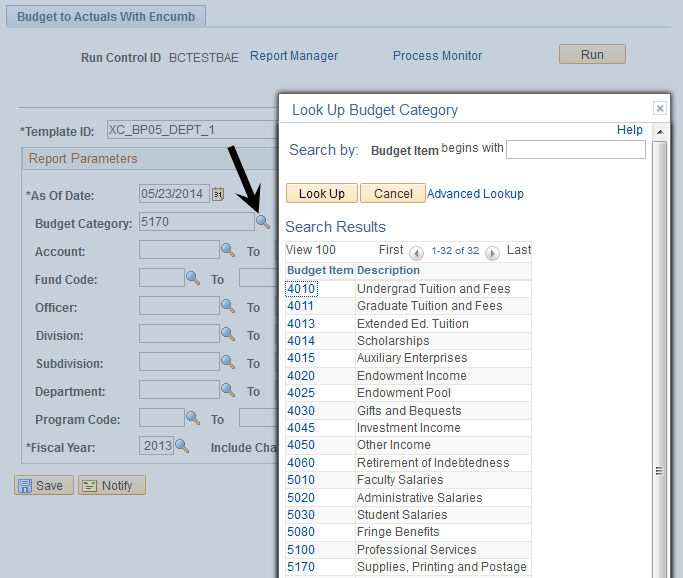 Budget to Actuals With Encumb
Run Control ID BCTESTBAE Report Manager Process Monitor Run
*Template ID: XC_BP05_DEPT_1
Report Parameters
*As Of Date: 05/23/2014 31
Budget Category: 5170
Account: To
Fund Code: To
Officer: To
Division: To
Subdivision: To
Department: To
Program Code: To
*Fiscal Year: 2013 Include Cha
Save Notify
Look Up Budget Category
Help
Search by: Budget Item begins with
Look Up Cancel Advanced Lookup
Search Results
View 100 First 1-32 of 32 Last
Budget Item Description
4010 Undergrad Tuition and Fees
4011 Graduate Tuition and Fees
4013 Extended Ed. Tuition
4014 Scholarships
4015 Auxiliary Enterprises
4020 Endowment Income
4025 Endowment Pool
4030 Gifts and Bequests
4045 Investment Income
4050 Other Income
4060 Retirement of Indebtedness
5010 Faculty Salaries
5020 Administrative Salaries
5030 Student Salaries
5080 Fringe Benefits
5100 Professional Services
5170 Supplies, Printing and Postage